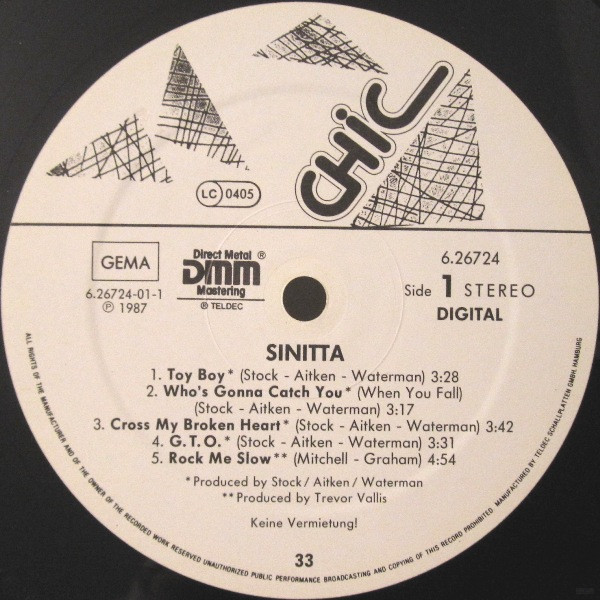 CHIC
LC 0405
GEMA
6.26724-01-1
℗ 1987
Direct Metal ®
DMM
Mastering
® TELDEC
6.26724
Side 1 STEREO
DIGITAL
SINITTA
1. Toy Boy* (Stock - Aitken - Waterman) 3:28
2. Who's Gonna Catch You* (When You Fall)
(Stock - Aitken - Waterman) 3:17
3. Cross My Broken Heart* (Stock - Aitken - Waterman) 3:42
4. G.T.O.* (Stock - Aitken - Waterman) 3:31
5. Rock Me Slow** (Mitchell - Graham) 4:54
*Produced by Stock/Aitken/Waterman
**Produced by Trevor Vallis
Keine Vermietung!
33
ALL RIGHTS OF THE MANUFACTURER AND OF THE OWNER OF THE RECORDED WORK RESERVED UNAUTHORIZED PUBLIC PERFORMANCE BROADCASTING AND COPYING OF THIS RECORD PROHIBITED. MANUFACTURED BY TELDEC SCHALLPLATTEN GMBH, HAMBURG